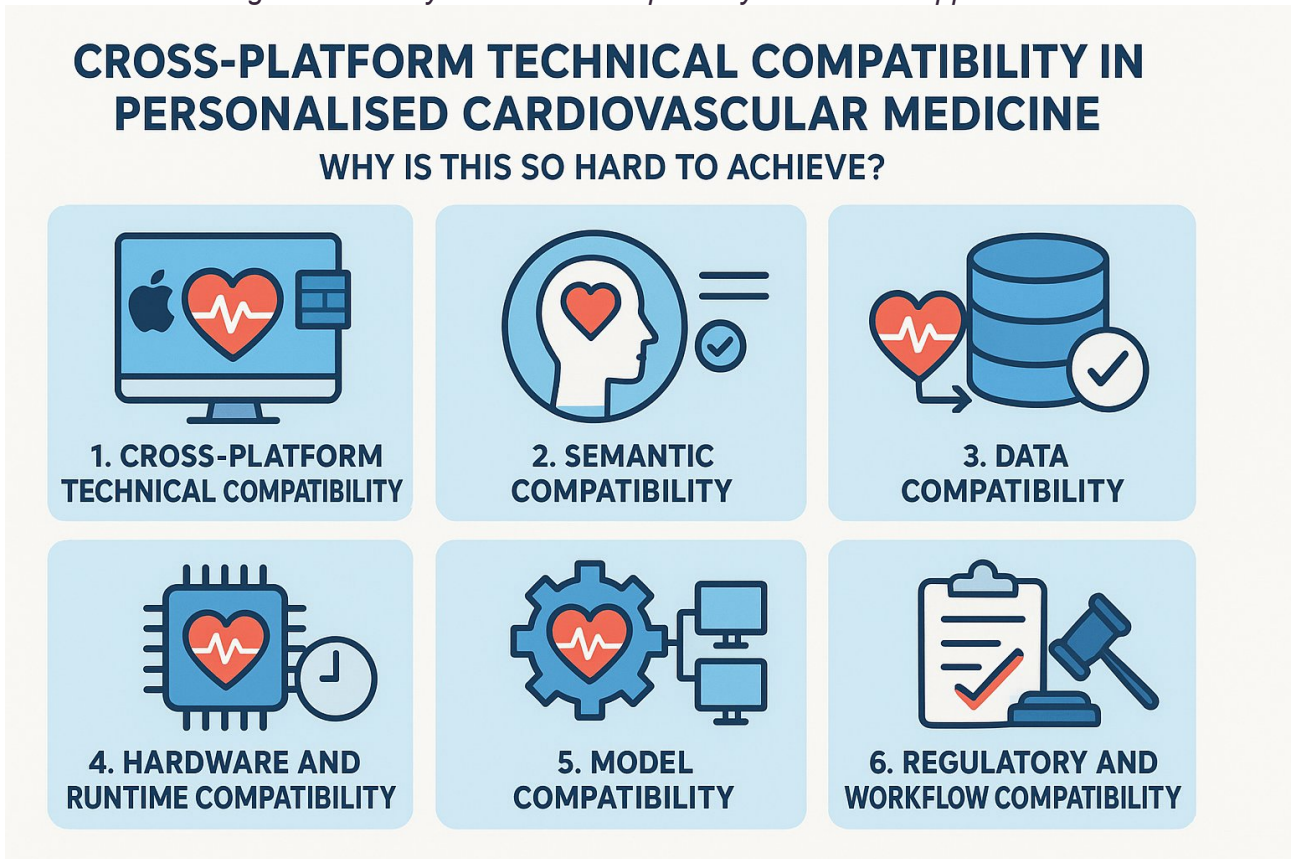 CROSS-PLATFORM TECHNICAL COMPATIBILITY IN
PERSONALISED CARDIOVASCULAR MEDICINE
WHY IS THIS SO HARD TO ACHIEVE?
1. CROSS-PLATFORM
TECHNICAL COMPATIBILITY
2. SEMANTIC
COMPATIBILITY
3. DATA
COMPATIBILITY
4. HARDWARE AND
RUNTIME COMPATIBILITY
5. MODEL
COMPATIBILITY
6. REGULATORY AND
WORKFLOW COMPATIBILITY